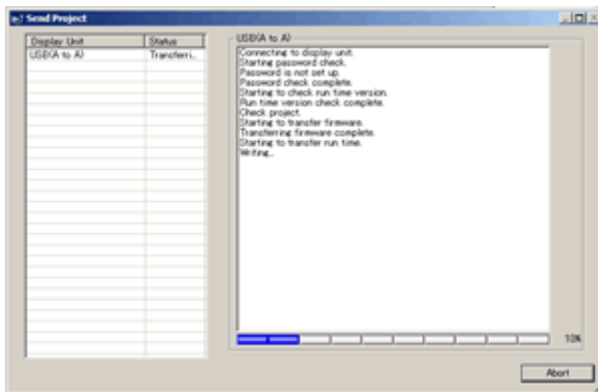 Send Project
Display Unit Status
USB(A to A) Transferri...
USB(A to A)
Connecting to display unit.
Starting password check.
Password is not set up.
Password check complete.
Starting to check run time version.
Run time version check complete.
Check project.
Starting to transfer firmware.
Transferring firmware complete.
Starting to transfer run time.
Writing...
10%
Abort